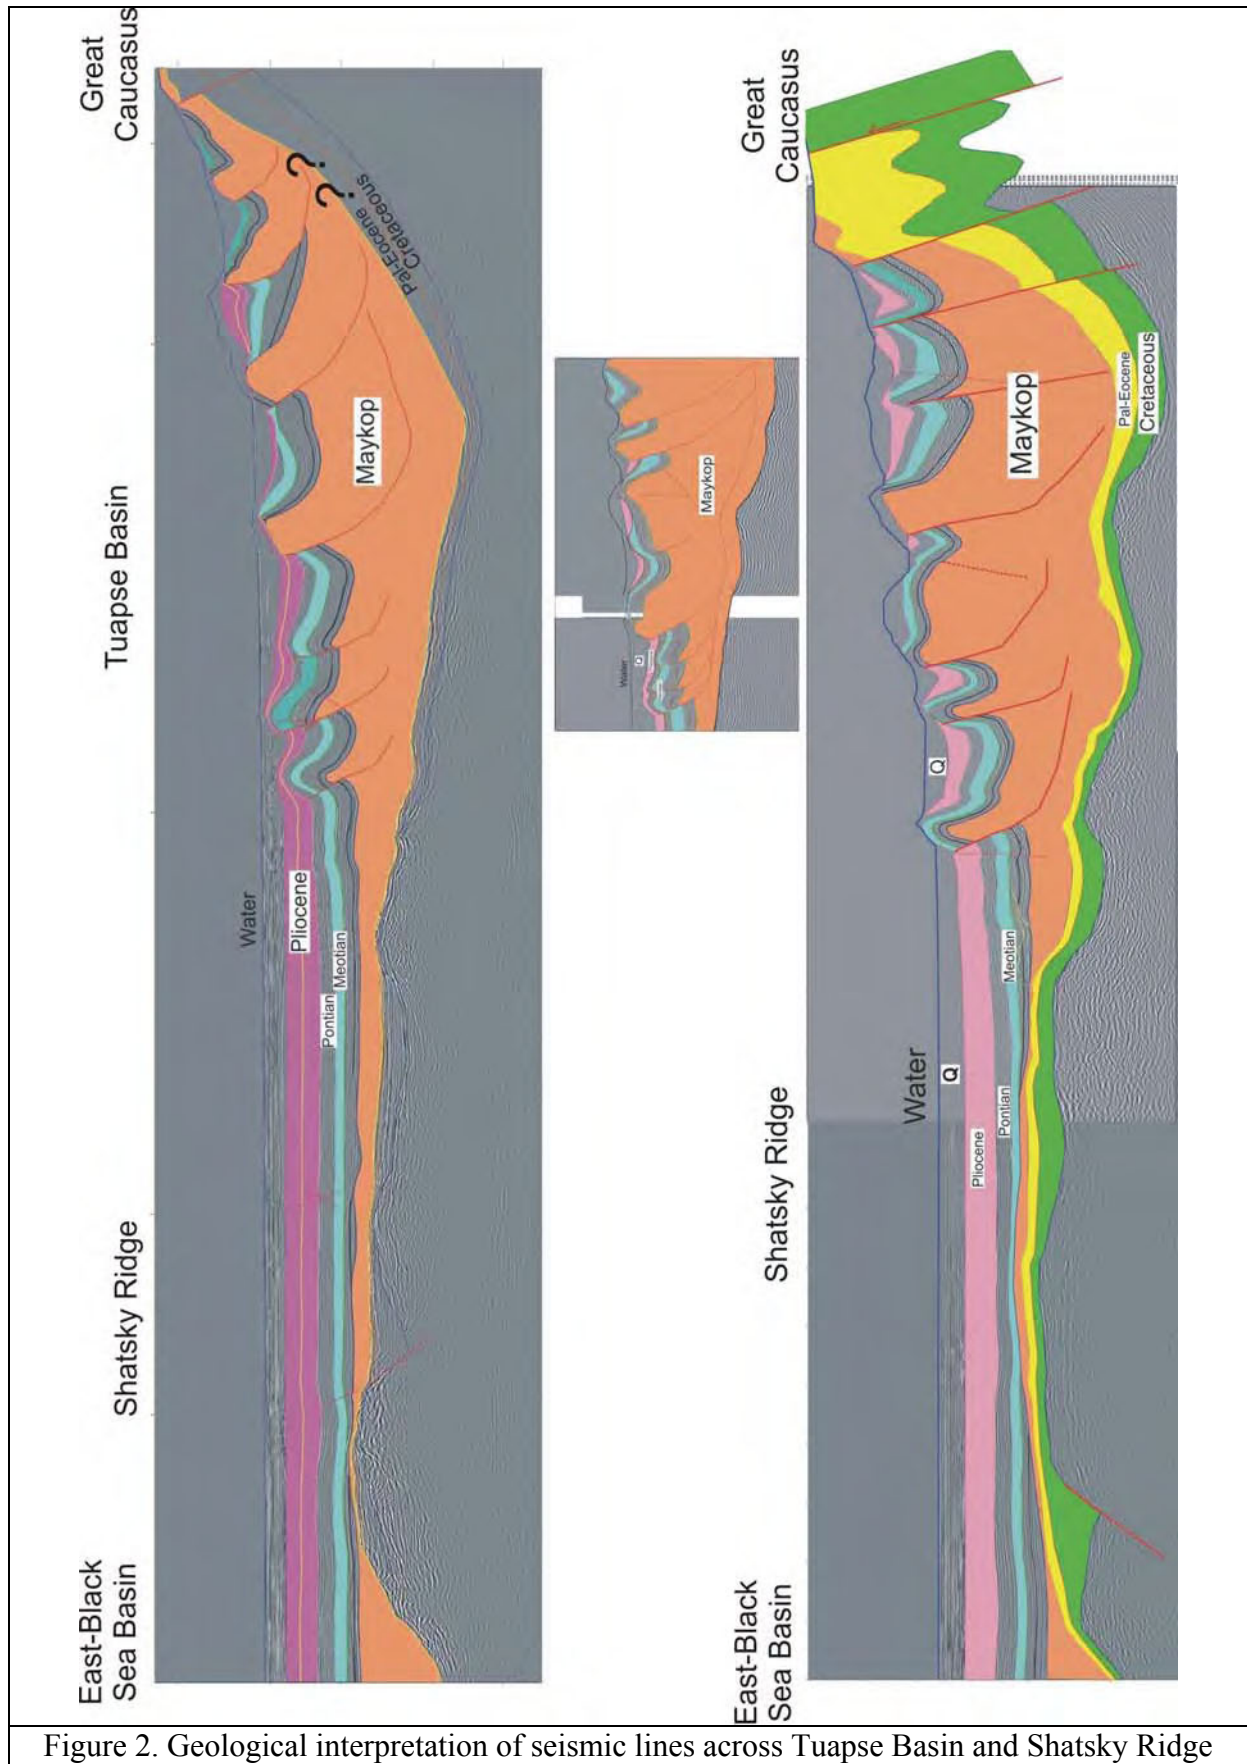 East-Black
Sea Basin
Shatsky Ridge
Tuapse Basin
Great
Caucasus
Water
Pliocene
Pontian
Meotian
Maykop
??
Pal-Eocene
Cretaceous
Water
Q
Maykop
East-Black
Sea Basin
Shatsky Ridge
Great
Caucasus
Water
Q
Pliocene
Pontian
Meotian
Q
Maykop
Pal-Eocene
Cretaceous
Figure 2. Geological interpretation of seismic lines across Tuapse Basin and Shatsky Ridge